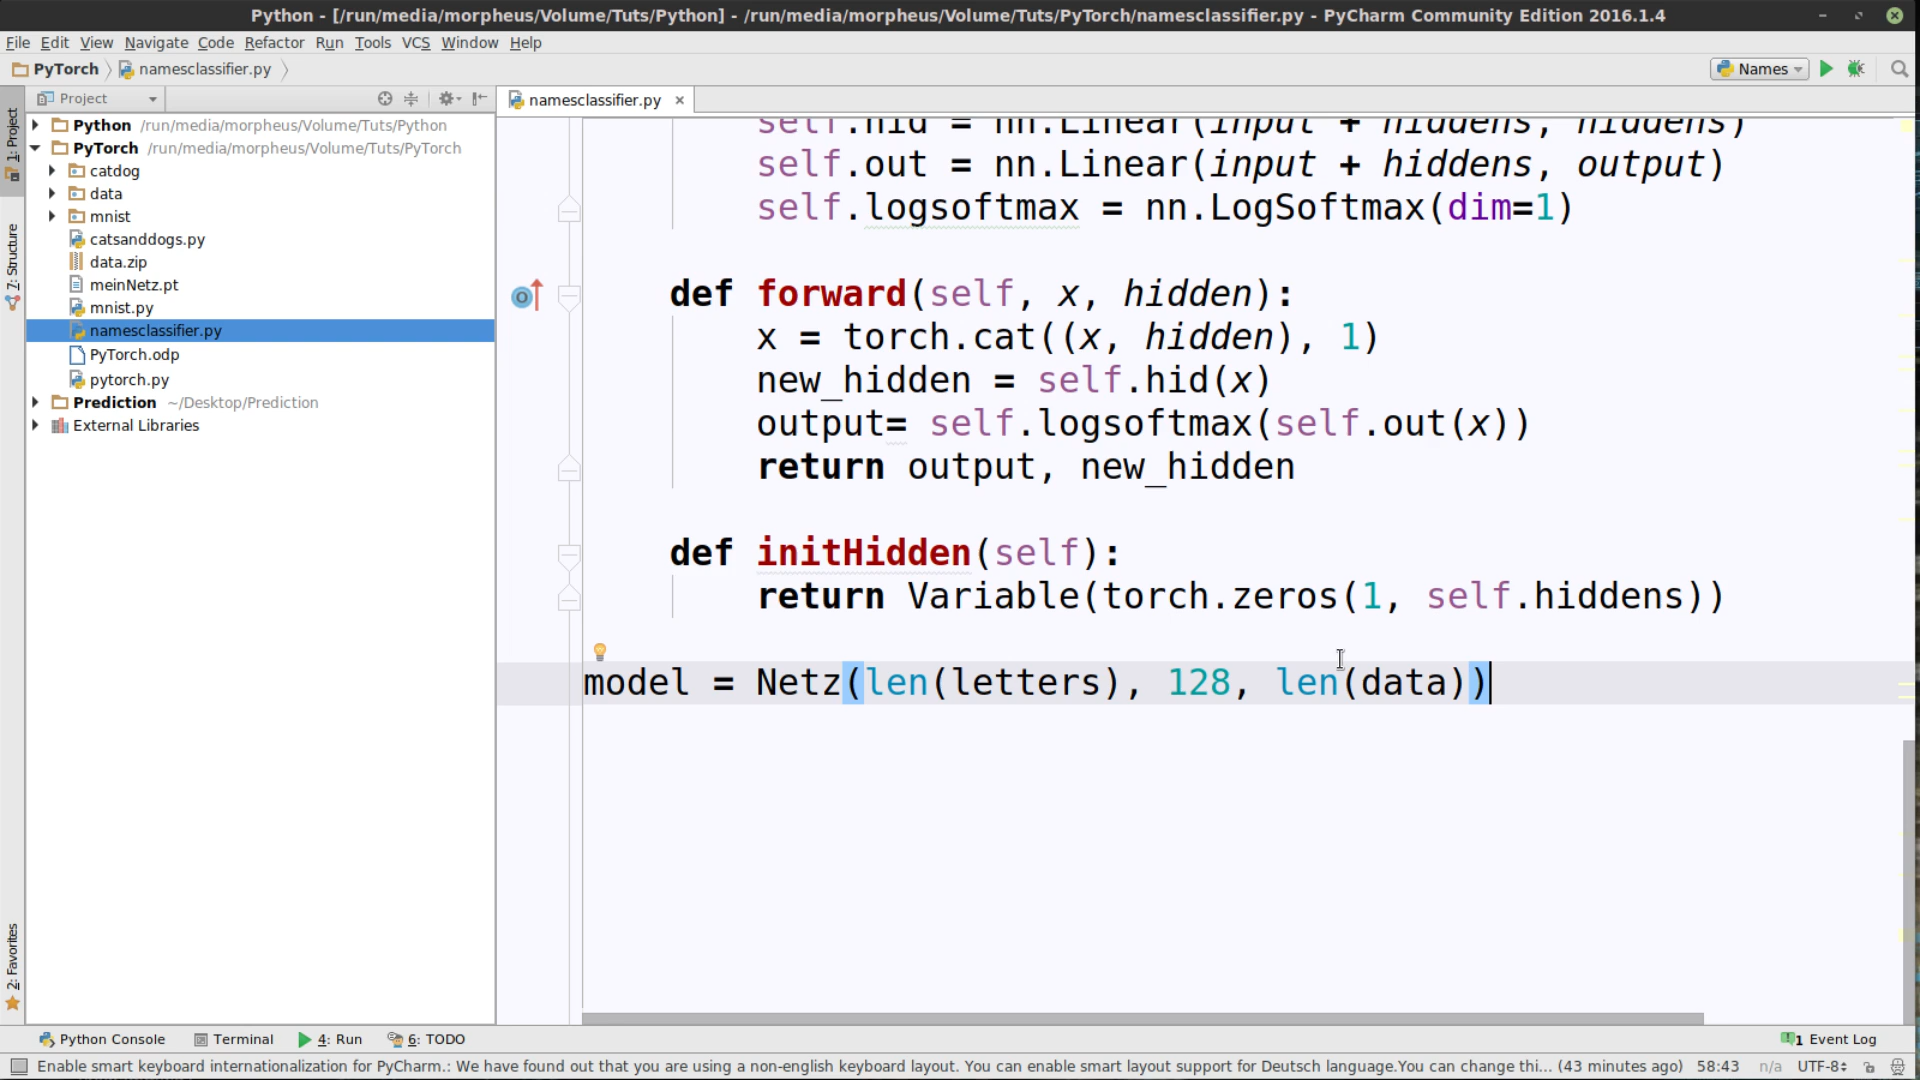 Python - [/run/media/morpheus/Volume/Tuts/Python] - /run/media/morpheus/Volume/Tuts/PyTorch/namesclassifier.py - PyCharm Community Edition 2016.1.4
File Edit View Navigate Code Refactor Run Tools VCS Window Help
PyTorch namesclassifier.py Names
Project
namesclassifier.py
1: Project
7: Structure
2: Favorites
Python /run/media/morpheus/Volume/Tuts/Python
PyTorch /run/media/morpheus/Volume/Tuts/PyTorch
catdog
data
mnist
catsanddogs.py
data.zip
meinNetz.pt
mnist.py
namesclassifier.py
PyTorch.odp
pytorch.py
Prediction ~/Desktop/Prediction
External Libraries
self.hid = nn.Linear(input + hiddens, hiddens)
self.out = nn.Linear(input + hiddens, output)
self.logsoftmax = nn.LogSoftmax(dim=1)
def forward(self, x, hidden):
x = torch.cat((x, hidden), 1)
new_hidden = self.hid(x)
output= self.logsoftmax(self.out(x))
return output, new_hidden
def initHidden(self):
return Variable(torch.zeros(1, self.hiddens))
model = Netz(len(letters), 128, len(data))
Python Console Terminal 4: Run 6: TODO 1 Event Log
Enable smart keyboard internationalization for PyCharm.: We have found out that you are using a non-english keyboard layout. You can enable smart layout support for Deutsch language.You can change thi... (43 minutes ago) 58:43 n/a UTF-8